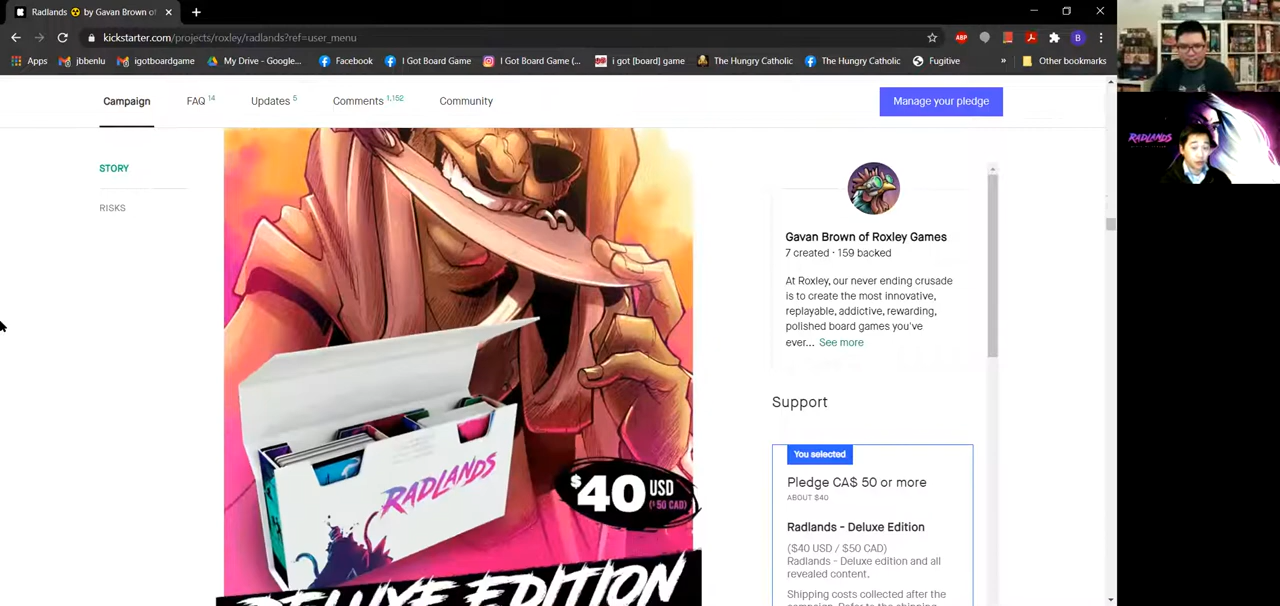 Radlands ☢ by Gavan Brown of
kickstarter.com/projects/roxley/radlands?ref=user_menu
ABP
B
Apps
jbbenlu
igotboardgame
My Drive - Google...
Facebook
I Got Board Game
I Got Board Game (...
i got [board] game
The Hungry Catholic
The Hungry Catholic
Fugitive
»
Other bookmarks
Campaign
FAQ 14
Updates 5
Comments 1,152
Community
Manage your pledge
STORY
RISKS
RADLANDS
$40 USD
($50 CAD)
DELUXE EDITION
Gavan Brown of Roxley Games
7 created · 159 backed
At Roxley, our never ending crusade
is to create the most innovative,
replayable, addictive, rewarding,
polished board games you've
ever... See more
Support
You selected
Pledge CA$ 50 or more
ABOUT $40
Radlands - Deluxe Edition
($40 USD / $50 CAD)
Radlands - Deluxe edition and all
revealed content.
Shipping costs collected after the
campaign. Refer to the shipping
RADLANDS